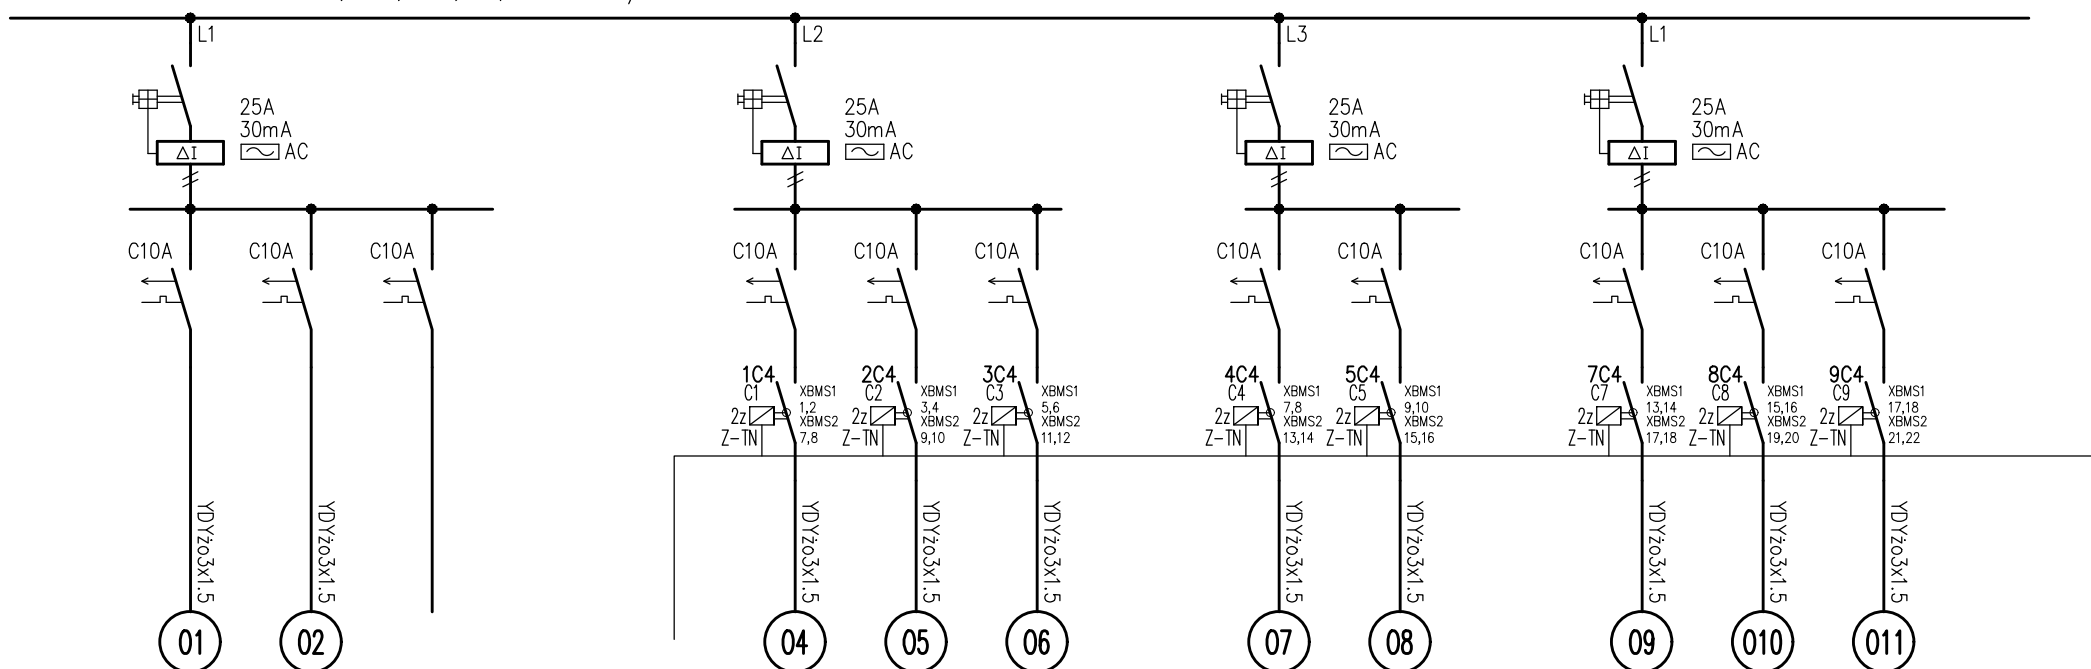 L1
L2
L3
L1
25A
30mA
AC
ΔI
25A
30mA
AC
ΔI
25A
30mA
AC
ΔI
25A
30mA
AC
ΔI
C10A
C10A
C10A
C10A
C10A
C10A
C10A
C10A
C10A
C10A
C10A
1C4
C1
2z
Z-TN
XBMS1
1,2
XBMS2
7,8
2C4
C2
2z
Z-TN
XBMS1
3,4
XBMS2
9,10
3C4
C3
2z
Z-TN
XBMS1
5,6
XBMS2
11,12
4C4
C4
2z
Z-TN
XBMS1
7,8
XBMS2
13,14
5C4
C5
2z
Z-TN
XBMS1
9,10
XBMS2
15,16
7C4
C7
2z
Z-TN
XBMS1
13,14
XBMS2
17,18
8C4
C8
2z
Z-TN
XBMS1
15,16
XBMS2
19,20
9C4
C9
2z
Z-TN
XBMS1
17,18
XBMS2
21,22
YDYżo3x1.5
YDYżo3x1.5
YDYżo3x1.5
YDYżo3x1.5
YDYżo3x1.5
YDYżo3x1.5
YDYżo3x1.5
YDYżo3x1.5
YDYżo3x1.5
YDYżo3x1.5
01
02
04
05
06
07
08
09
010
011